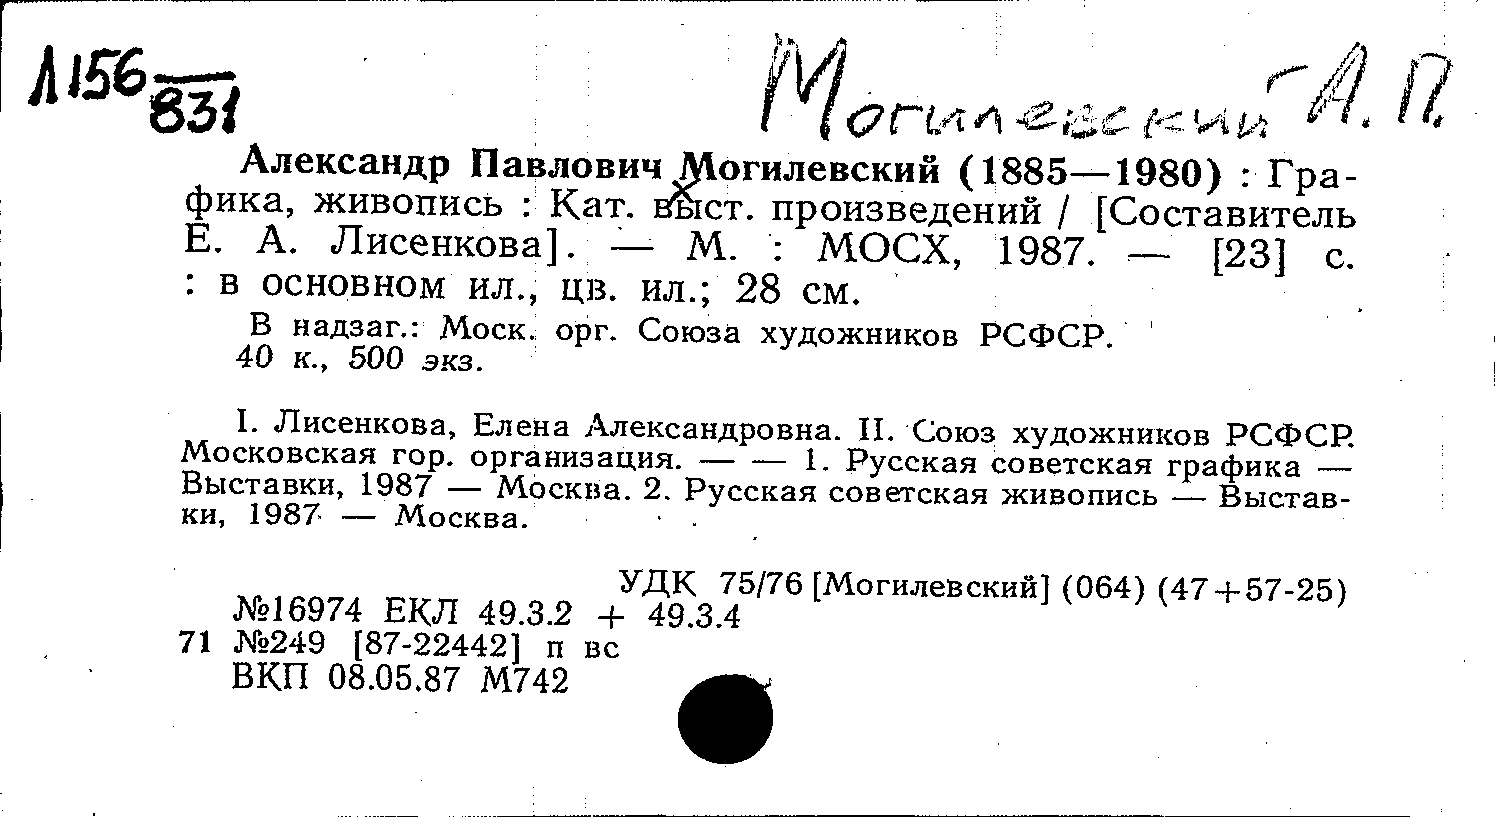 Л156
831
Могилевский А. П.
Александр Павлович Могилевский (1885—1980) : Гра-
фика, живопись : Кат. выст. произведений / [Составитель
Е. А. Лисенкова]. — М. : МОСХ, 1987. — [23] с.
: в основном ил., цв. ил.; 28 см.
В надзаг.: Моск. орг. Союза художников РСФСР.
40 к., 500 экз.
I. Лисенкова, Елена Александровна. II. Союз художников РСФСР.
Московская гор. организация. — — 1. Русская советская графика —
Выставки, 1987 — Москва. 2. Русская советская живопись — Выстав-
ки, 1987 — Москва.
УДК 75/76 [Могилевский] (064) (47+57-25)
№16974 ЕКЛ 49.3.2 + 49.3.4
71 №249 [87-22442] п вс
ВКП 08.05.87 М742